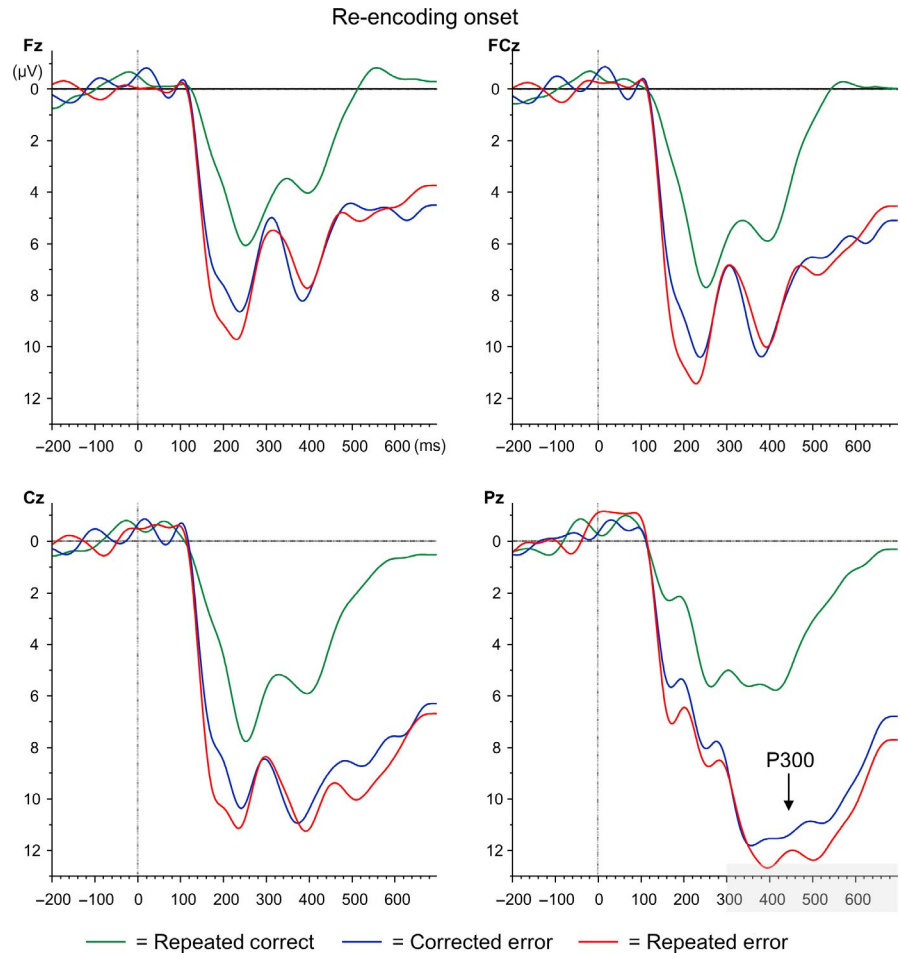 Re-encoding onset
Fz FCz
(µV)
0 0
2 2
4 4
6 6
8 8
10 10
12 12
−200 −100 0 100 200 300 400 500 600 (ms) −200 −100 0 100 200 300 400 500 600
Cz Pz
0 0
2 2
4 4
6 6
8 8
P300
10 10
12 12
−200 −100 0 100 200 300 400 500 600 −200 −100 0 100 200 300 400 500 600
= Repeated correct = Corrected error = Repeated error